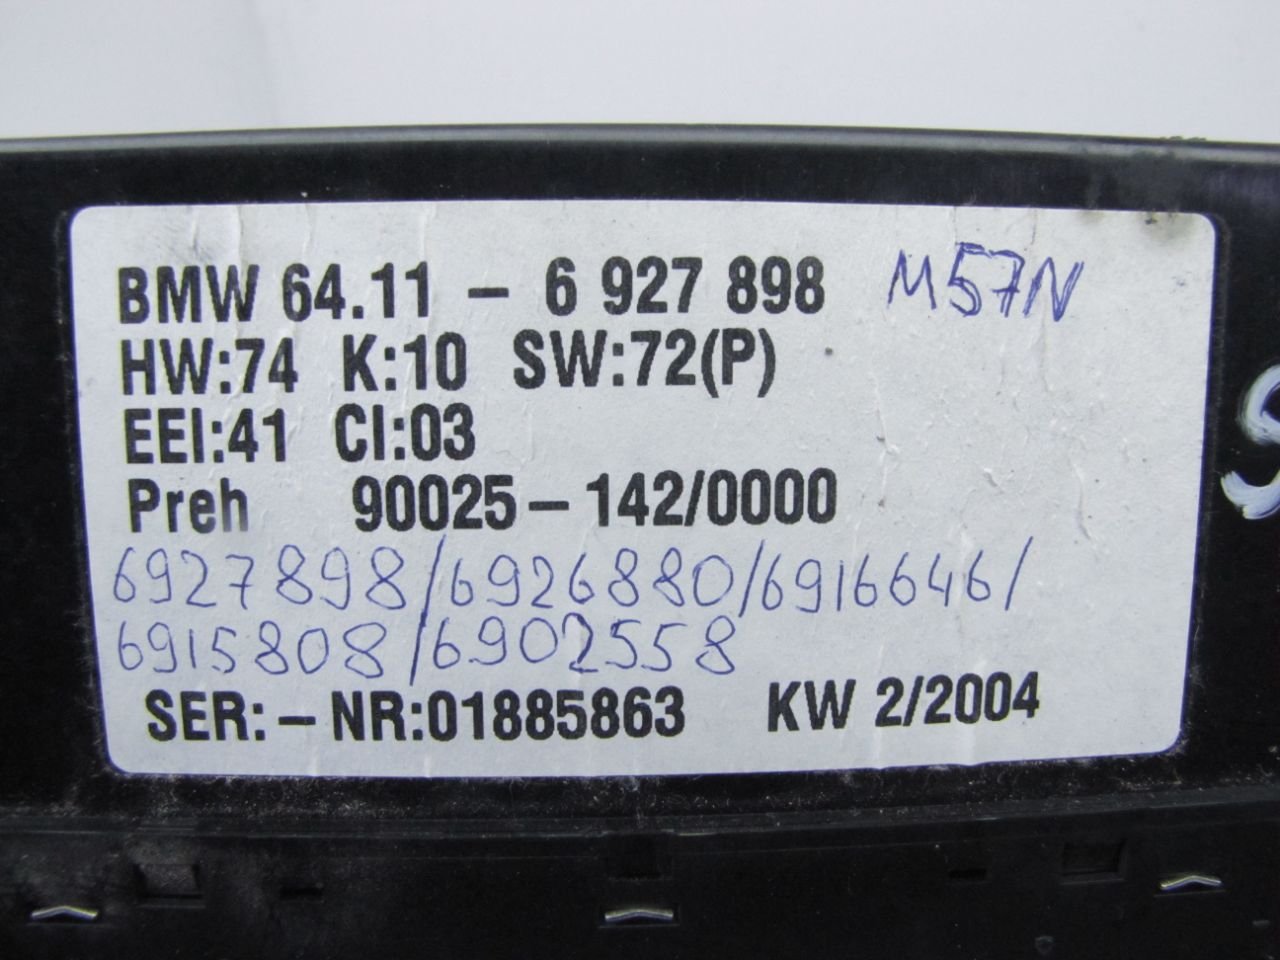 BMW 64.11 – 6 927 898 M57N
HW:74 K:10 SW:72(P)
EEI:41 CI:03
Preh 90025–142/0000
6927898/6926880/6916646/
6915808/6902558
SER:–NR:01885863 KW 2/2004